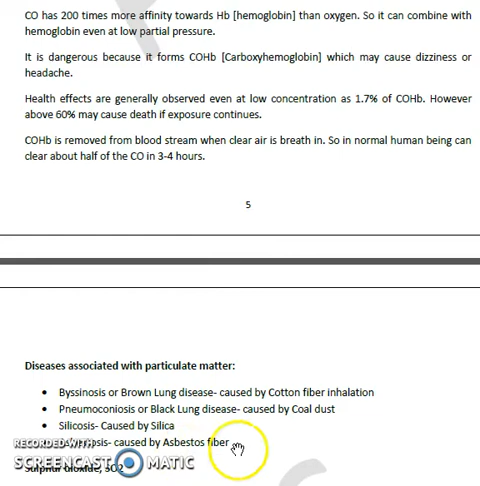 CO has 200 times more affinity towards Hb [hemoglobin] than oxygen. So it can combine with
hemoglobin even at low partial pressure.
It is dangerous because it forms COHb [Carboxyhemoglobin] which may cause dizziness or
headache.
Health effects are generally observed even at low concentration as 1.7% of COHb. However
above 60% may cause death if exposure continues.
COHb is removed from blood stream when clear air is breath in. So in normal human being can
clear about half of the CO in 3-4 hours.
5
Diseases associated with particulate matter:
• Byssinosis or Brown Lung disease- caused by Cotton fiber inhalation
• Pneumoconiosis or Black Lung disease- caused by Coal dust
• Silicosis- Caused by Silica
caused by Asbestos fiber
RECORDED WITH
SCREENCAST MATIC
Sulphur dioxide, SO2